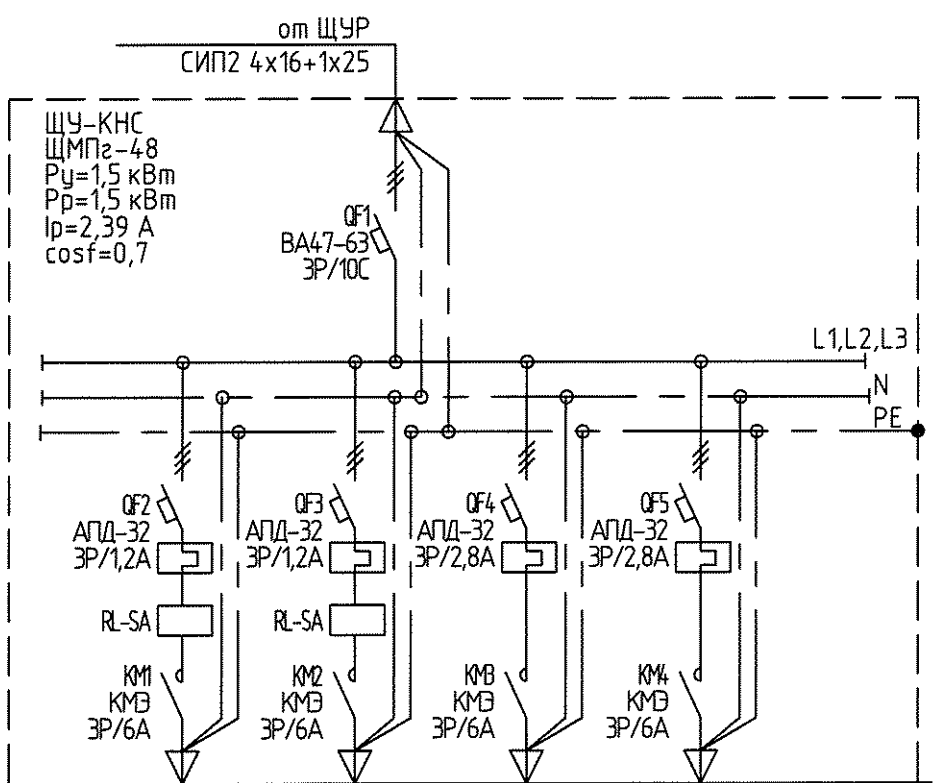 от ЩУР
СИП2 4х16+1х25
ЩУ-КНС
ЩМПг-48
Ру=1,5 кВт
Рр=1,5 кВт
Iр=2,39 А
cosf=0,7
QF1
ВА47-63
3Р/10С
L1,L2,L3
N
PE
QF2
АПД-32
3Р/1,2А
QF3
АПД-32
3Р/1,2А
QF4
АПД-32
3Р/2,8А
QF5
АПД-32
3Р/2,8А
RL-SA
RL-SA
КМ1
КМЭ
3Р/6А
КМ2
КМЭ
3Р/6А
КМ3
КМЭ
3Р/6А
КМ4
КМЭ
3Р/6А